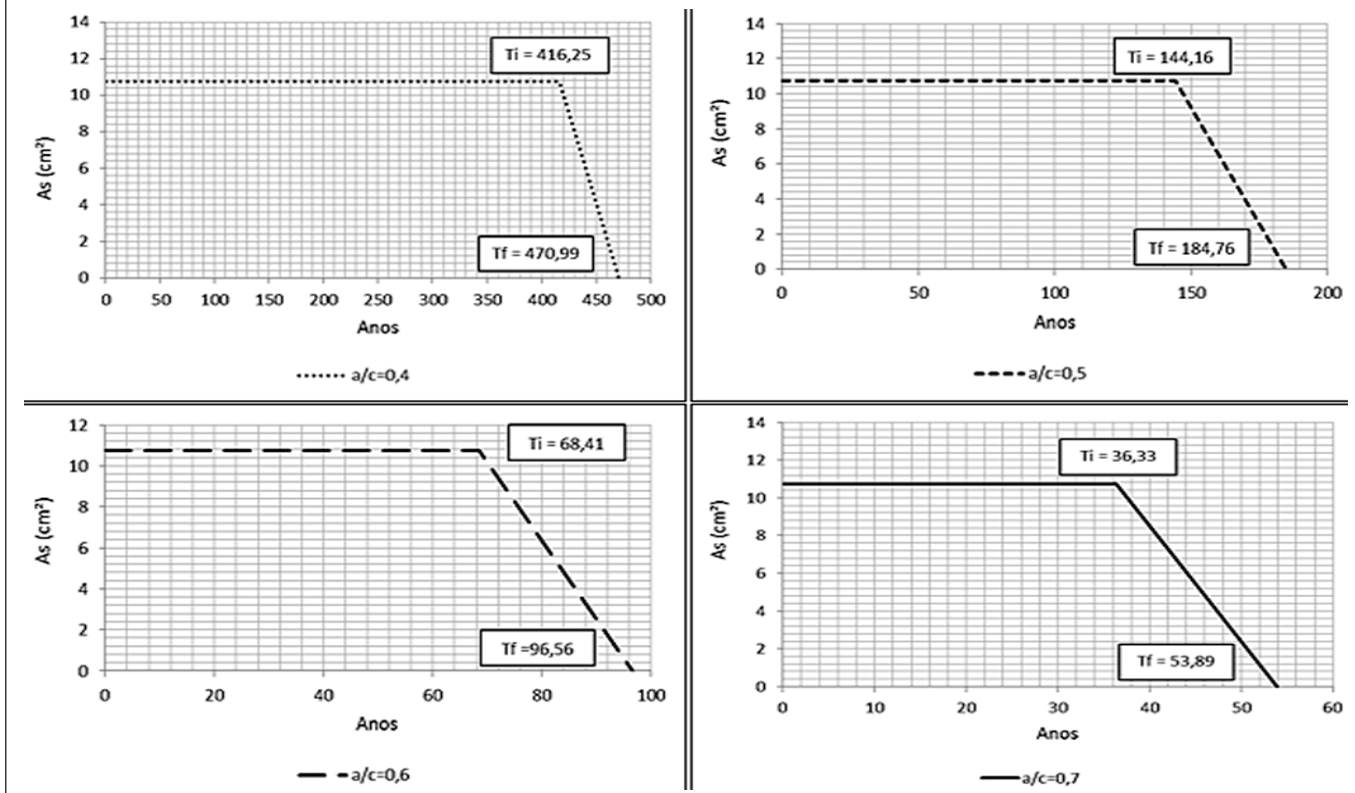 14
12
10
8
6
4
2
0
As (cm²)
Ti = 416,25
Tf = 470,99
0 50 100 150 200 250 300 350 400 450 500
Anos
a/c=0,4
14
12
10
8
6
4
2
0
As (cm²)
Ti = 144,16
Tf = 184,76
0 50 100 150 200
Anos
a/c=0,5
12
10
8
6
4
2
0
As (cm²)
Ti = 68,41
Tf =96,56
0 20 40 60 80 100
Anos
a/c=0,6
14
12
10
8
6
4
2
0
As (cm²)
Ti = 36,33
Tf = 53,89
0 10 20 30 40 50 60
Anos
a/c=0,7